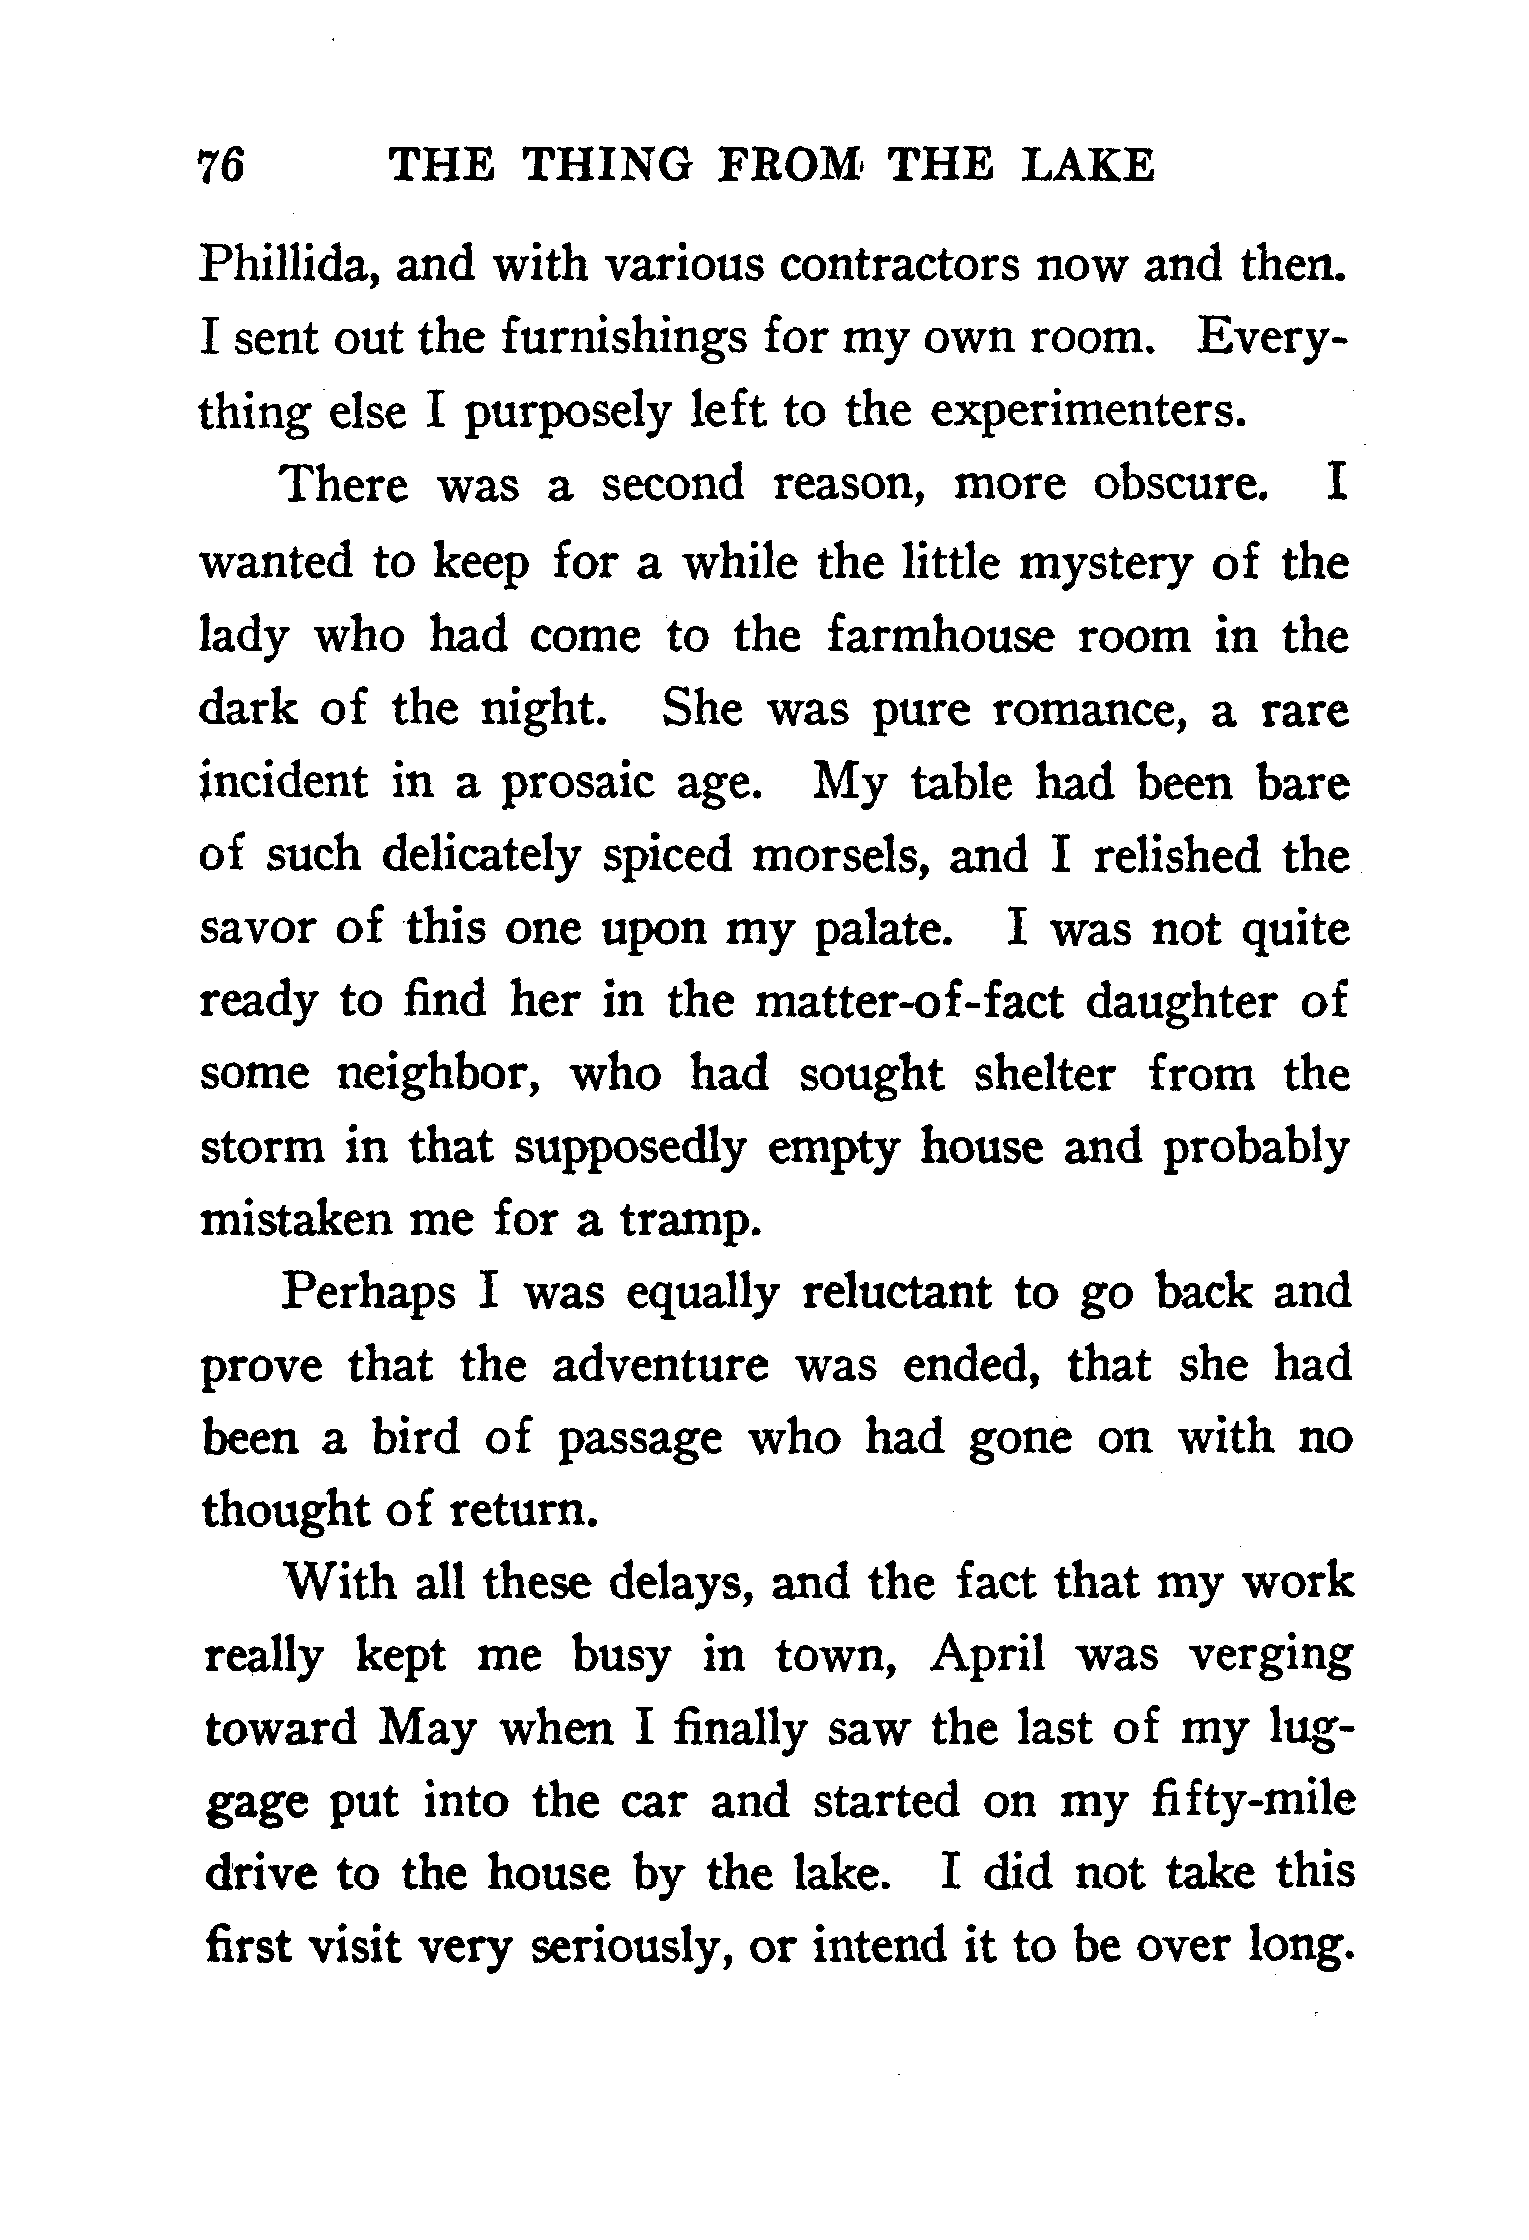 76 THE THING FROM THE LAKE
Phillida, and with various contractors now and then.
I sent out the furnishings for my own room. Every-
thing else I purposely left to the experimenters.
There was a second reason, more obscure. I
wanted to keep for a while the little mystery of the
lady who had come to the farmhouse room in the
dark of the night. She was pure romance, a rare
incident in a prosaic age. My table had been bare
of such delicately spiced morsels, and I relished the
savor of this one upon my palate. I was not quite
ready to find her in the matter-of-fact daughter of
some neighbor, who had sought shelter from the
storm in that supposedly empty house and probably
mistaken me for a tramp.
Perhaps I was equally reluctant to go back and
prove that the adventure was ended, that she had
been a bird of passage who had gone on with no
thought of return.
With all these delays, and the fact that my work
really kept me busy in town, April was verging
toward May when I finally saw the last of my lug-
gage put into the car and started on my fifty-mile
drive to the house by the lake. I did not take this
first visit very seriously, or intend it to be over long.